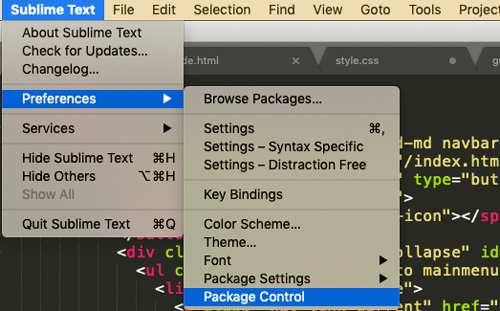 Sublime Text File Edit Selection Find View Goto Tools Project
About Sublime Text
Check for Updates...
Changelog...
Preferences
Services
Hide Sublime Text ⌘H
Hide Others ⌥⌘H
Show All
Quit Sublime Text ⌘Q
Browse Packages...
Settings ⌘,
Settings – Syntax Specific
Settings – Distraction Free
Key Bindings
Color Scheme...
Theme...
Font
Package Settings
Package Control
.html
style.css
-md navbar
/index.htm
" type="but
>
-icon"></sp
<div cl
ollapse" id
<ul c
to mainmenu
<li
">
" href="